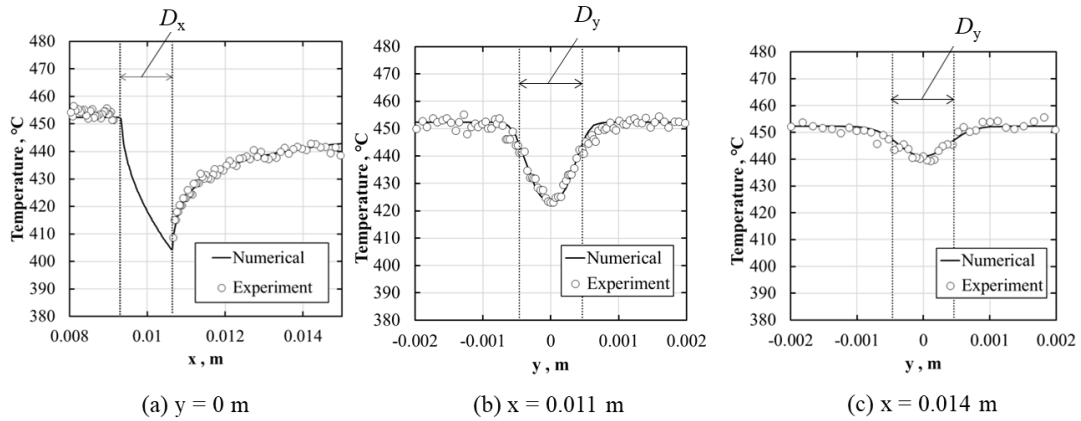 Dx
480
470
460
450
440
430
420
410
400
390
380
Temperature , °C
Numerical
Experiment
0.008
0.01
0.012
0.014
x , m
(a) y = 0 m
Dy
480
470
460
450
440
430
420
410
400
390
380
Temperature , °C
Numerical
Experiment
-0.002
-0.001
0
0.001
0.002
y , m
(b) x = 0.011 m
Dy
480
470
460
450
440
430
420
410
400
390
380
Temperature , °C
Numerical
Experiment
-0.002
-0.001
0
0.001
0.002
y , m
(c) x = 0.014 m